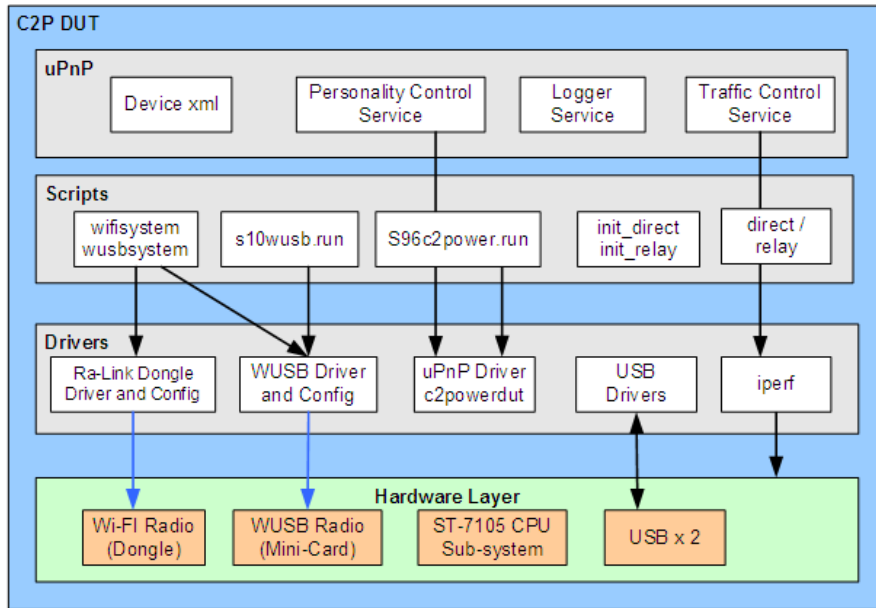 C2P DUT
uPnP
Device xml
Personality Control
Service
Logger
Service
Traffic Control
Service
Scripts
wifisystem
wusbsystem
s10wusb.run
S96c2power.run
init_direct
init_relay
direct /
relay
Drivers
Ra-Link Dongle
Driver and Config
WUSB Driver
and Config
uPnP Driver
c2powerdut
USB
Drivers
iperf
Hardware Layer
Wi-FI Radio
(Dongle)
WUSB Radio
(Mini-Card)
ST-7105 CPU
Sub-system
USB x 2